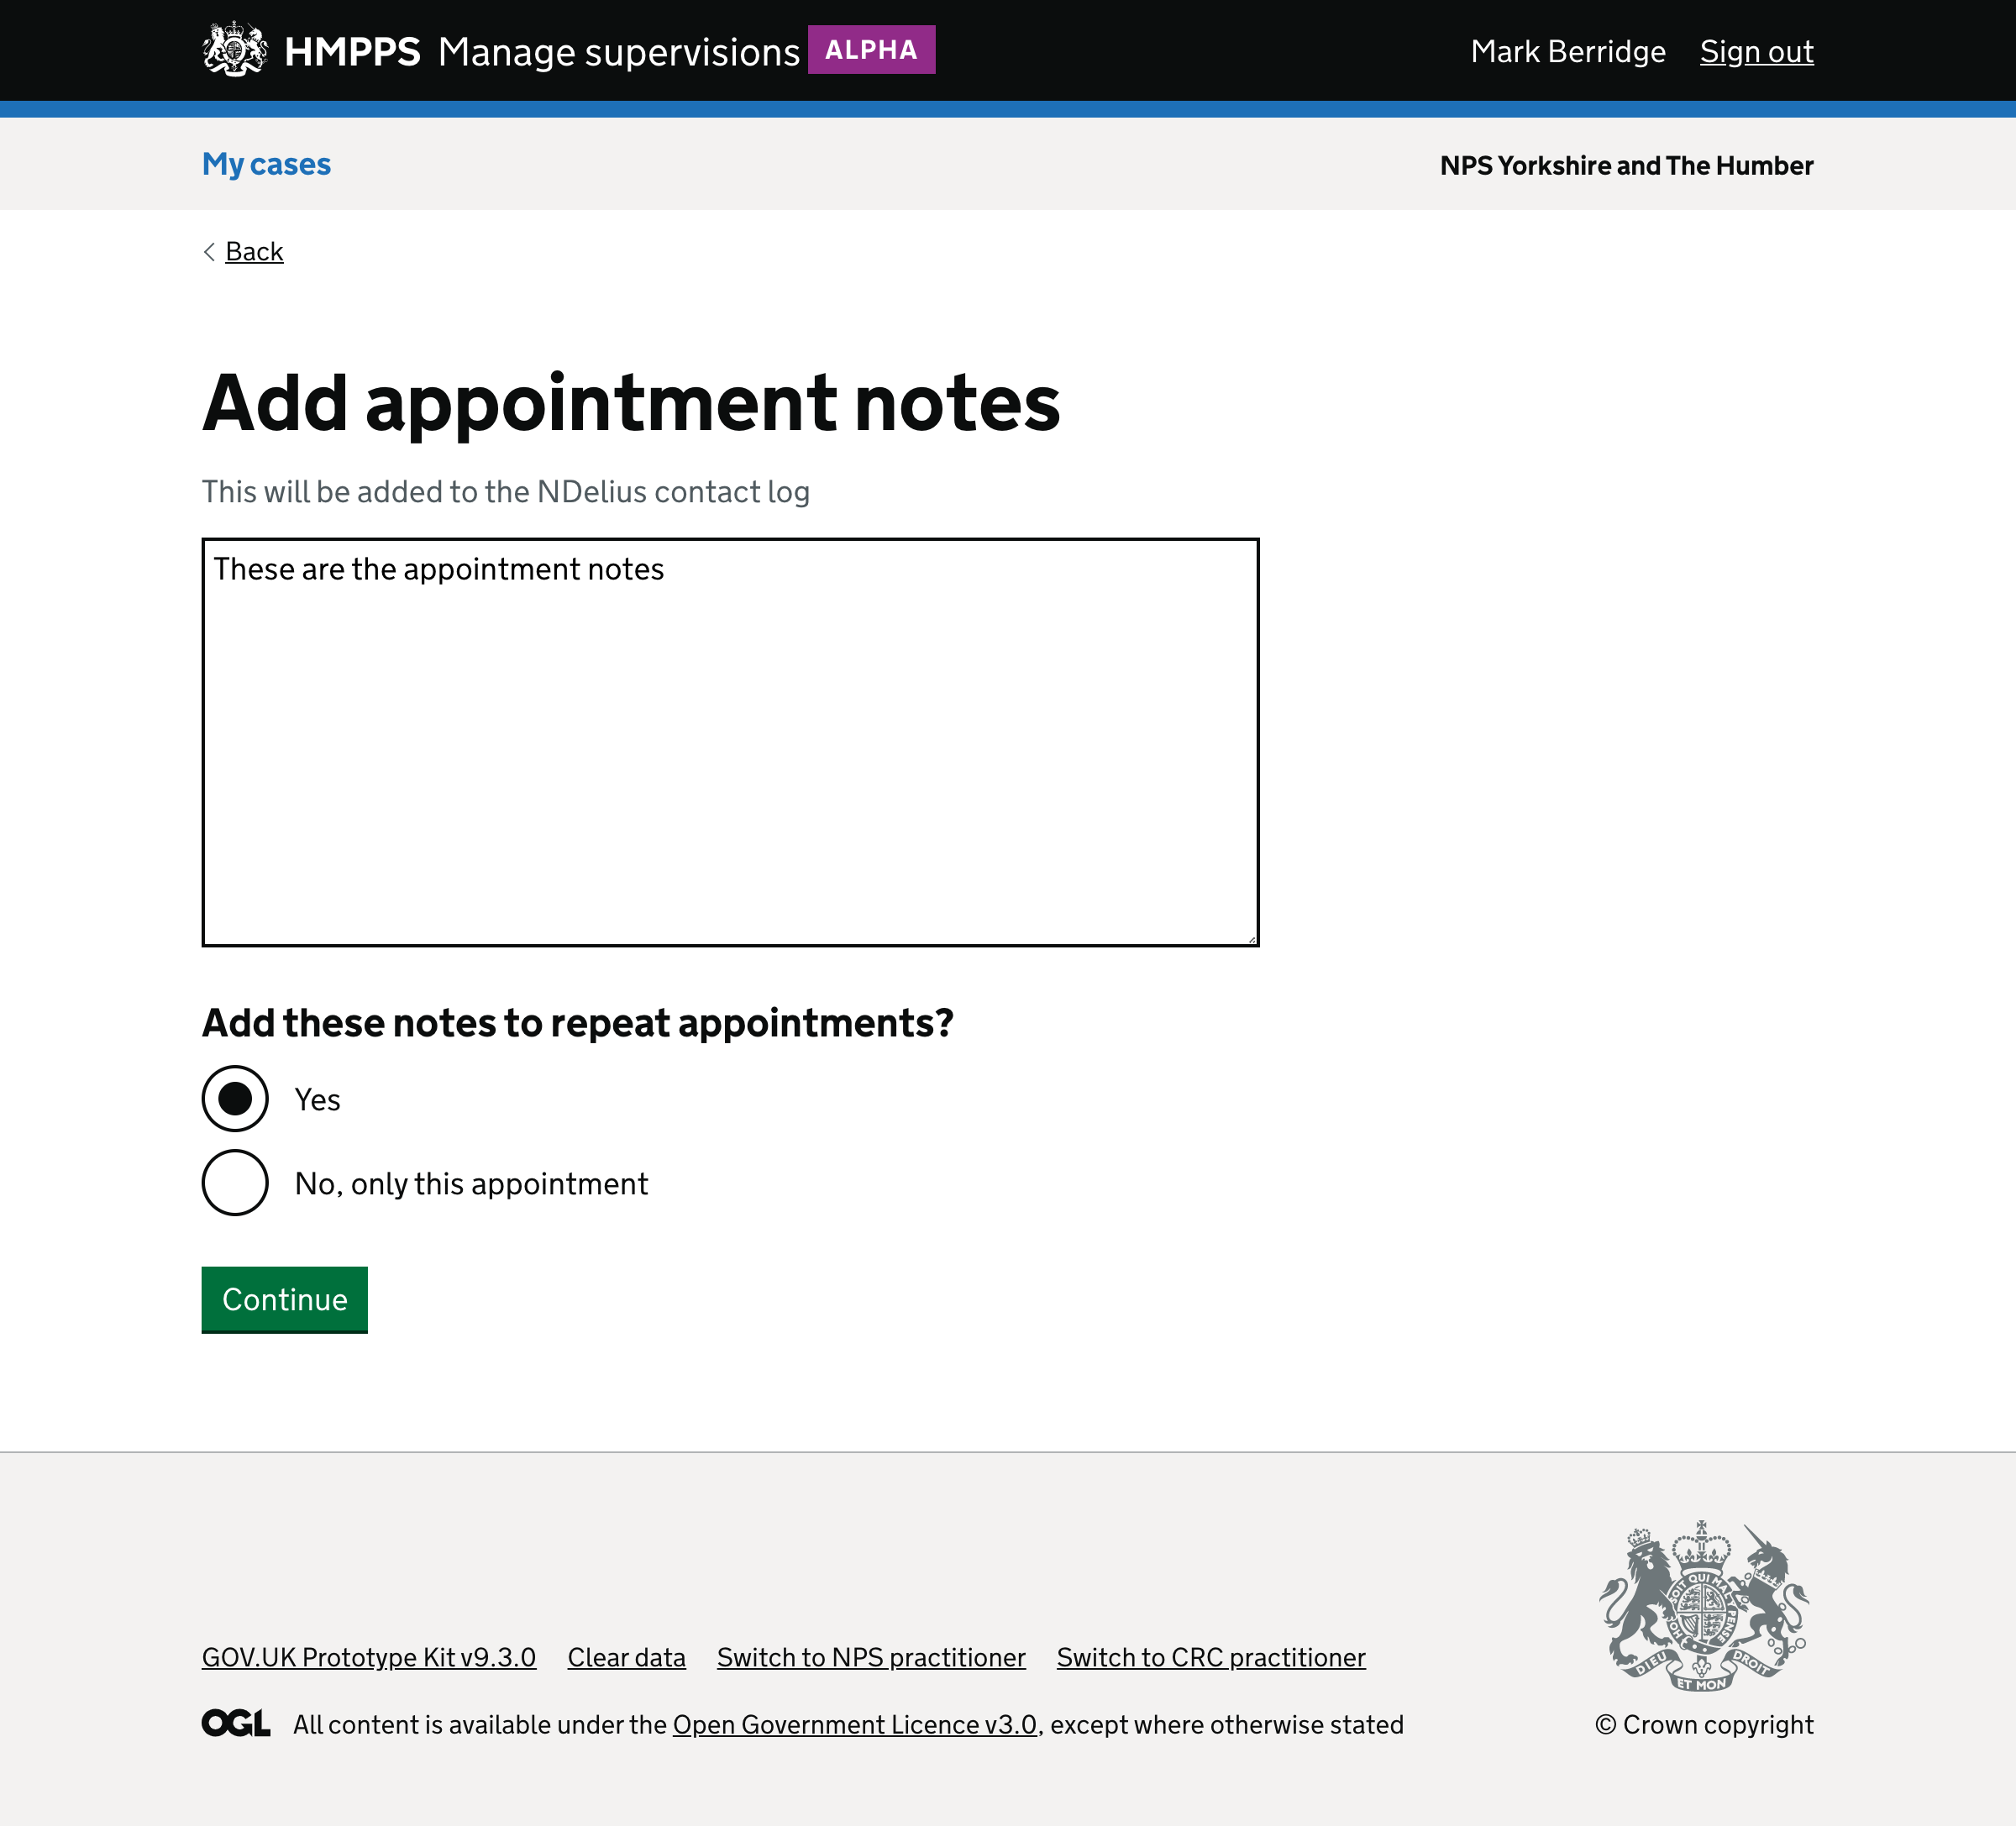 HMPPS Manage supervisions ALPHA Mark Berridge Sign out
My cases NPS Yorkshire and The Humber
Back
Add appointment notes
This will be added to the NDelius contact log
These are the appointment notes
Add these notes to repeat appointments?
Yes
No, only this appointment
Continue
GOV.UK Prototype Kit v9.3.0 Clear data Switch to NPS practitioner Switch to CRC practitioner
DIEU ET MON DROIT
OGL All content is available under the Open Government Licence v3.0, except where otherwise stated © Crown copyright